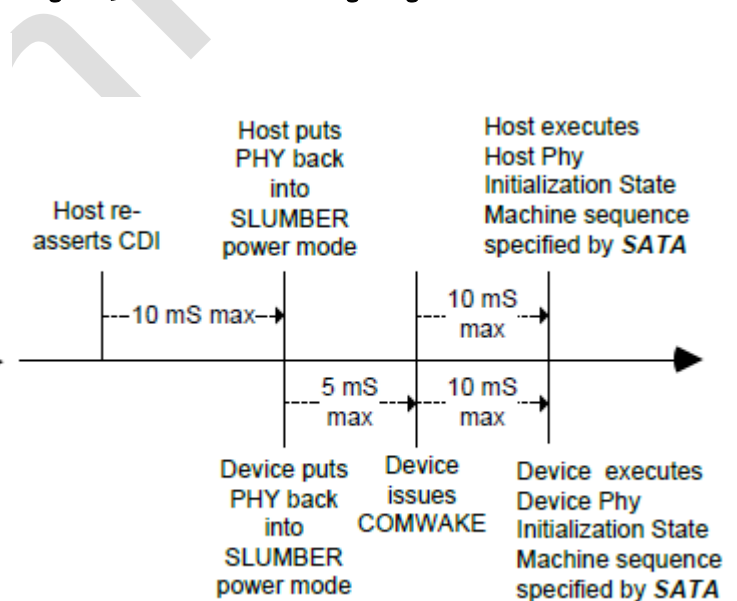 Host puts
PHY back
into
SLUMBER
power mode
Host executes
Host Phy
Initialization State
Machine sequence
specified by SATA
Host re-
asserts CDI
10 mS max
10 mS
max
5 mS
max
10 mS
max
Device puts
PHY back
into
SLUMBER
power mode
Device
issues
COMWAKE
Device executes
Device Phy
Initialization State
Machine sequence
specified by SATA